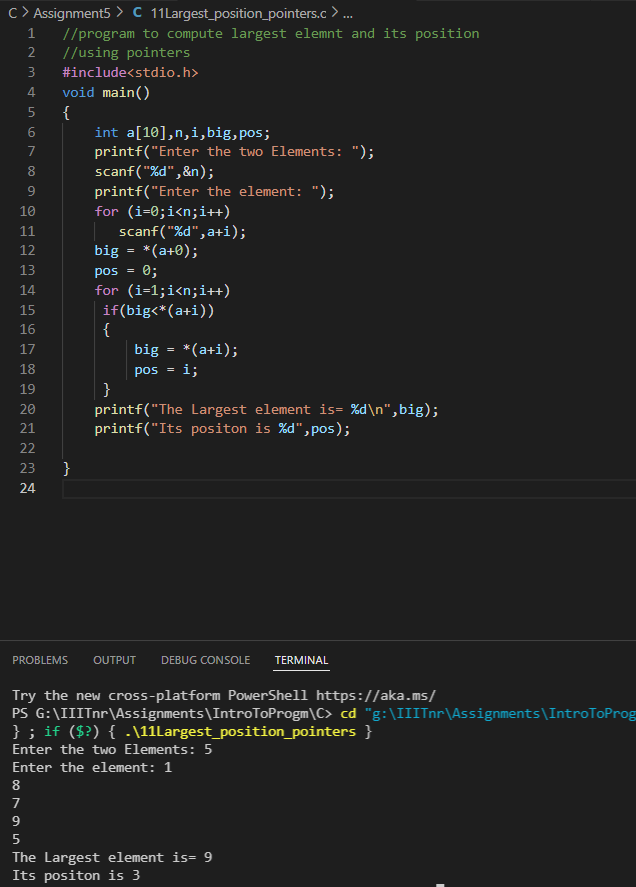 C > Assignment5 > C 11Largest_position_pointers.c > ...
1 //program to compute largest elemnt and its position
2 //using pointers
3 #include<stdio.h>
4 void main()
5 {
6 int a[10],n,i,big,pos;
7 printf("Enter the two Elements: ");
8 scanf("%d",&n);
9 printf("Enter the element: ");
10 for (i=0;i<n;i++)
11 scanf("%d",a+i);
12 big = *(a+0);
13 pos = 0;
14 for (i=1;i<n;i++)
15 if(big<*(a+i))
16 {
17 big = *(a+i);
18 pos = i;
19 }
20 printf("The Largest element is= %d\n",big);
21 printf("Its positon is %d",pos);
22
23 }
24
PROBLEMS OUTPUT DEBUG CONSOLE TERMINAL
Try the new cross-platform PowerShell https://aka.ms/
PS G:\IIITnr\Assignments\IntroToProgm\C> cd "g:\IIITnr\Assignments\IntroToProg
} ; if ($?) { .\11Largest_position_pointers }
Enter the two Elements: 5
Enter the element: 1
8
7
9
5
The Largest element is= 9
Its positon is 3